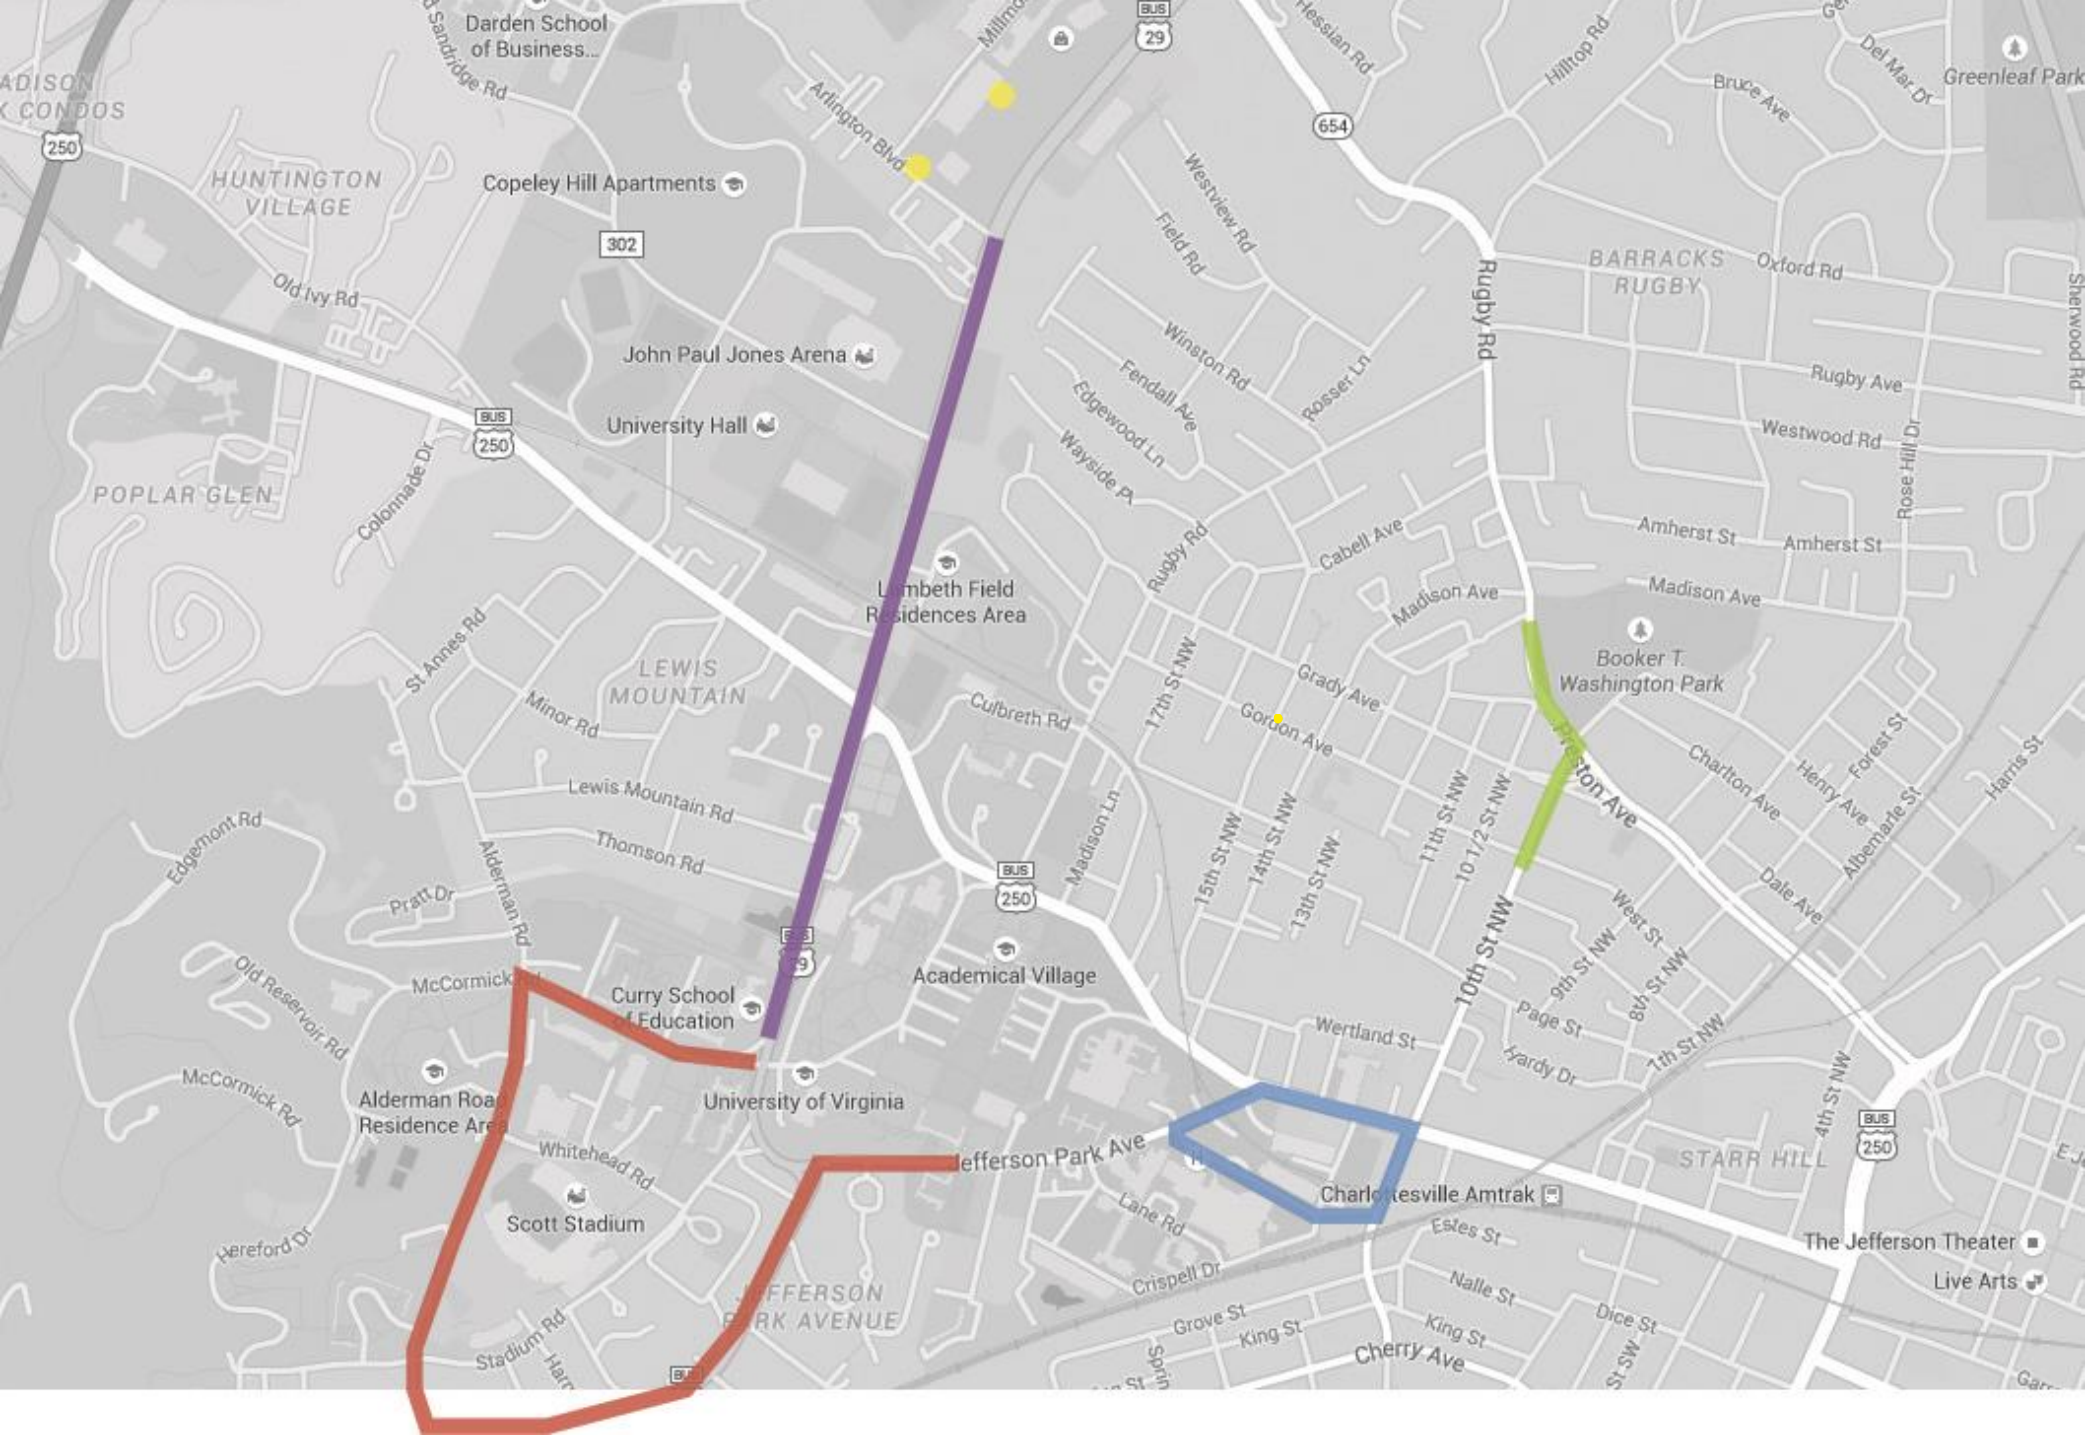 Darden School
of Business...
Sandridge Rd
Millmo
BUS
29
Hessian Rd
Hilltop Rd
Ge
Del Mar Dr
Greenleaf Park
ADISON
K CONDOS
250
Arlington Blvd
654
Bruce Ave
HUNTINGTON
VILLAGE
Copeley Hill Apartments
302
Westview Rd
Field Rd
BARRACKS
RUGBY
Oxford Rd
Old Ivy Rd
Rugby Rd
Sherwood Rd
John Paul Jones Arena
Winston Rd
Rosser Ln
Rugby Ave
Fendall Ave
Edgewood Ln
BUS
250
University Hall
Westwood Rd
Rose Hill Dr
Wayside Pl
Colonnade Dr
POPLAR GLEN
Rugby Rd
Cabell Ave
Amherst St
Amherst St
Lambeth Field
Residences Area
Madison Ave
Madison Ave
St Annes Rd
Booker T.
Washington Park
LEWIS
MOUNTAIN
17th St NW
Grady Ave
Minor Rd
Culbreth Rd
Gordon Ave
Preston Ave
Forest St
Charlton Ave
Henry Ave
Harris St
Lewis Mountain Rd
Madison Ln
11th St NW
10 1/2 St NW
Albemarle St
Edgemont Rd
Thomson Rd
15th St NW
14th St NW
13th St NW
Alderman Rd
Pratt Dr
BUS
250
Dale Ave
West St
10th St NW
9th St NW
8th St NW
BUS
29
Academical Village
Old Reservoir Rd
McCormick Rd
Curry School
of Education
Page St
Wertland St
7th St NW
Hardy Dr
McCormick Rd
Alderman Road
Residence Area
University of Virginia
4th St NW
BUS
250
Whitehead Rd
Jefferson Park Ave
H
STARR HILL
E J
Scott Stadium
Lane Rd
Charlottesville Amtrak
Estes St
Hereford Dr
The Jefferson Theater
Crispell Dr
Nalle St
Live Arts
JEFFERSON
PARK AVENUE
Grove St
King St
King St
Dice St
Stadium Rd
Cherry Ave
Sprin
St SW
BUS
St
Garr